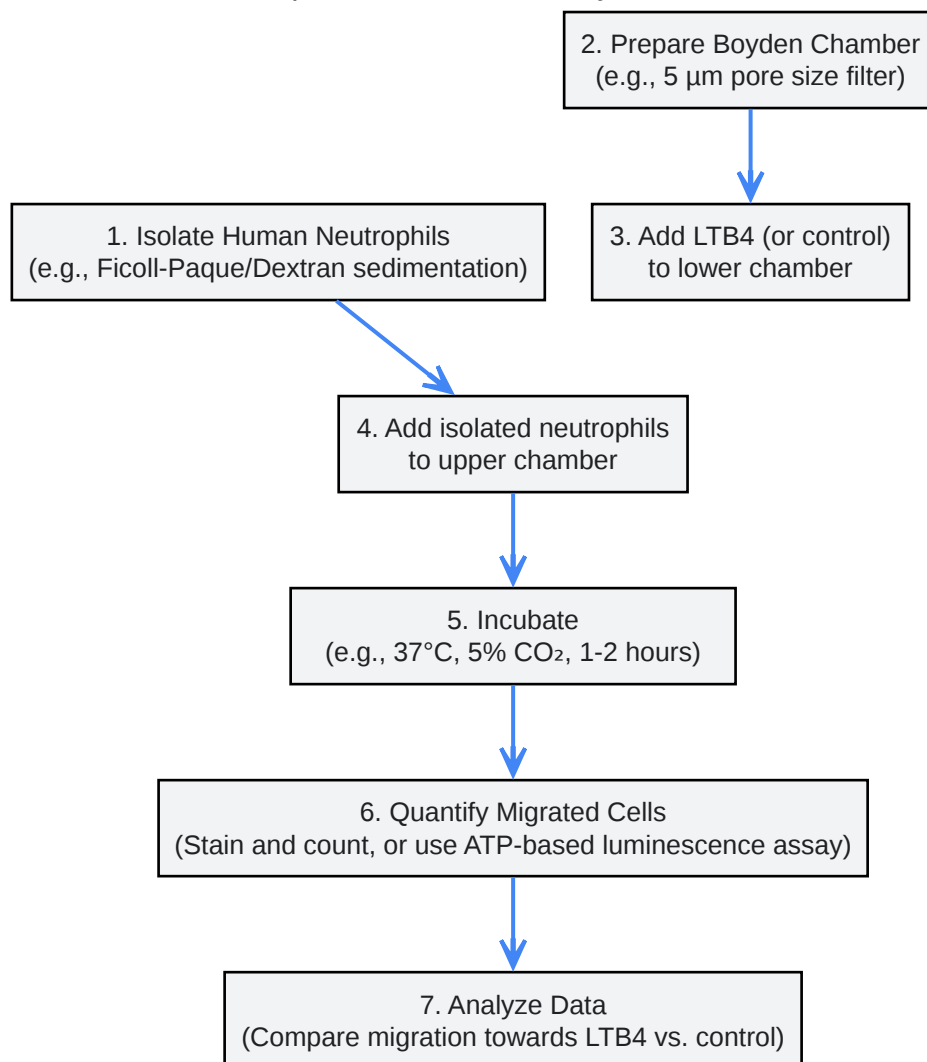 2. Prepare Boyden Chamber
(e.g., 5 µm pore size filter)
1. Isolate Human Neutrophils
(e.g., Ficoll-Paque/Dextran sedimentation)
3. Add LTB4 (or control)
to lower chamber
4. Add isolated neutrophils
to upper chamber
5. Incubate
(e.g., 37°C, 5% CO₂, 1-2 hours)
6. Quantify Migrated Cells
(Stain and count, or use ATP-based luminescence assay)
7. Analyze Data
(Compare migration towards LTB4 vs. control)